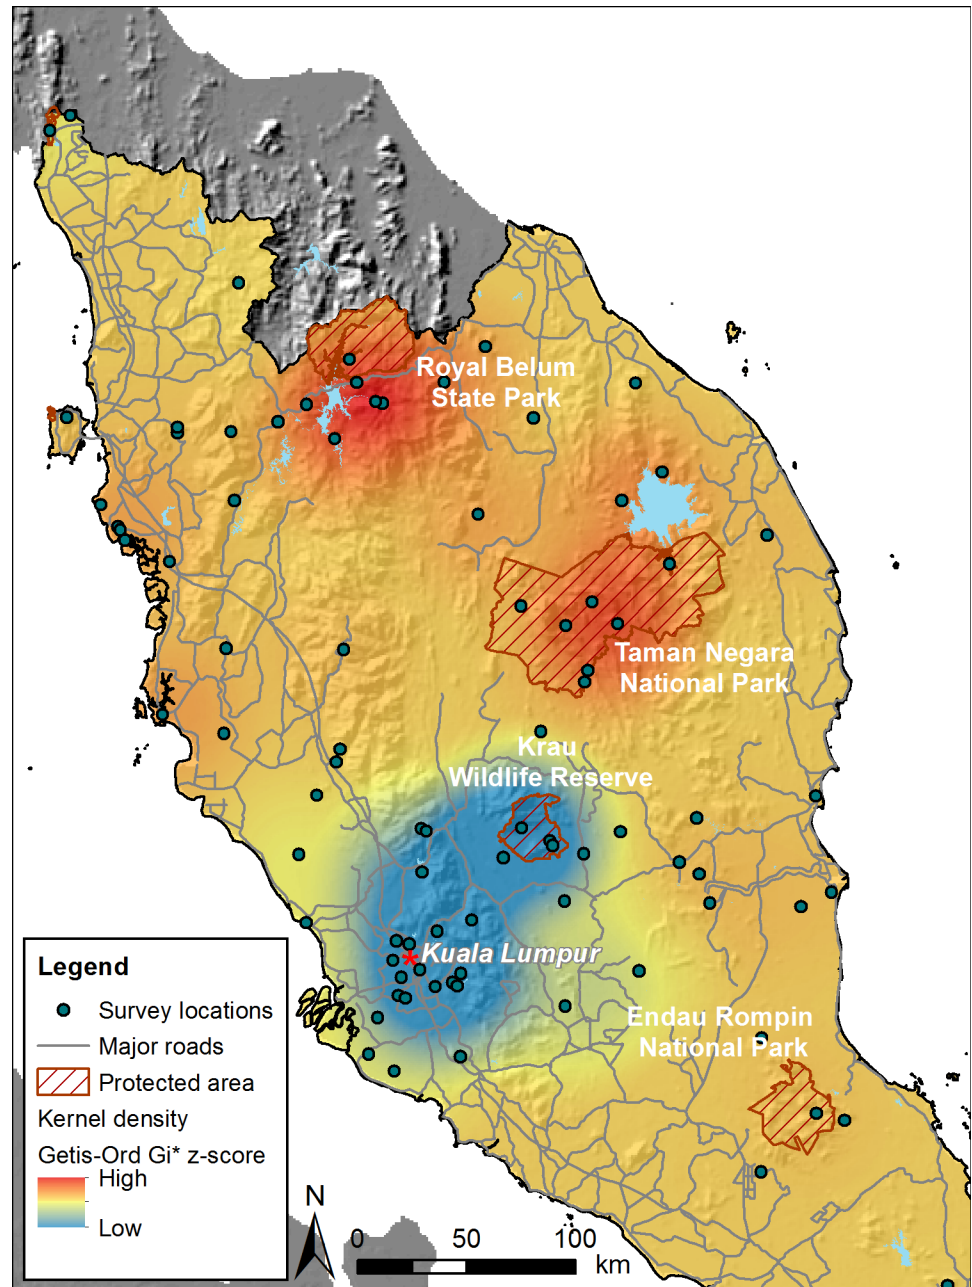 Royal Belum
State Park
Taman Negara
National Park
Krau
Wildlife Reserve
Kuala Lumpur
Endau Rompin
National Park
Legend
Survey locations
Major roads
Protected area
Kernel density
Getis-Ord Gi* z-score
High
Low
N
0 50 100
km